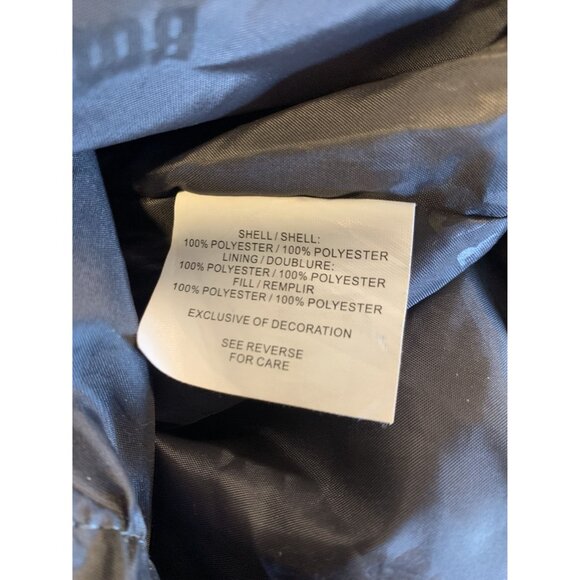 SHELL / SHELL:
100% POLYESTER / 100% POLYESTER
LINING / DOUBLURE:
100% POLYESTER / 100% POLYESTER
FILL / REMPLIR
100% POLYESTER / 100% POLYESTER
EXCLUSIVE OF DECORATION
SEE REVERSE
FOR CARE